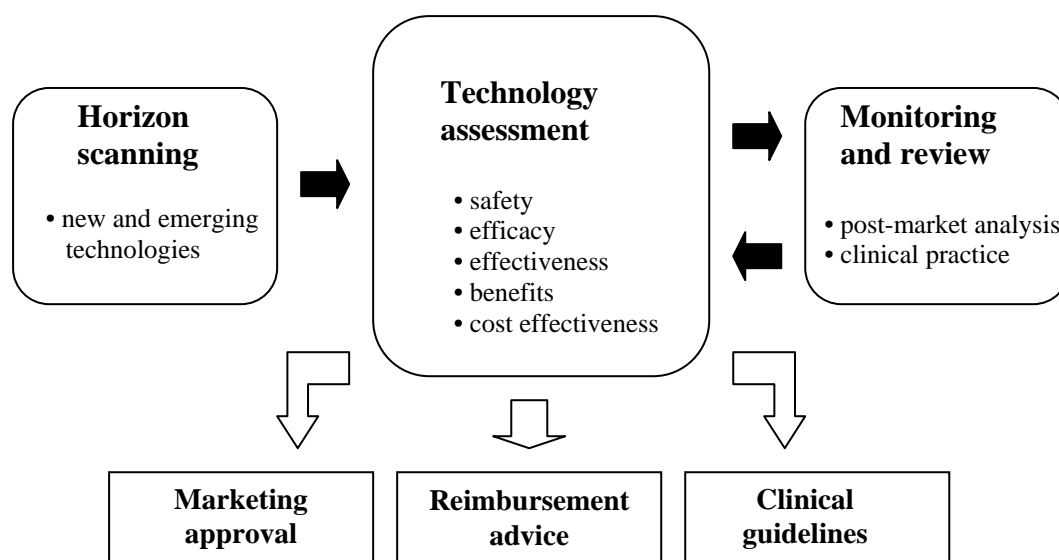 Horizon
scanning
• new and emerging
technologies
Technology
assessment
• safety
• efficacy
• effectiveness
• benefits
• cost effectiveness
Monitoring
and review
• post-market analysis
• clinical practice
Marketing
approval
Reimbursement
advice
Clinical
guidelines